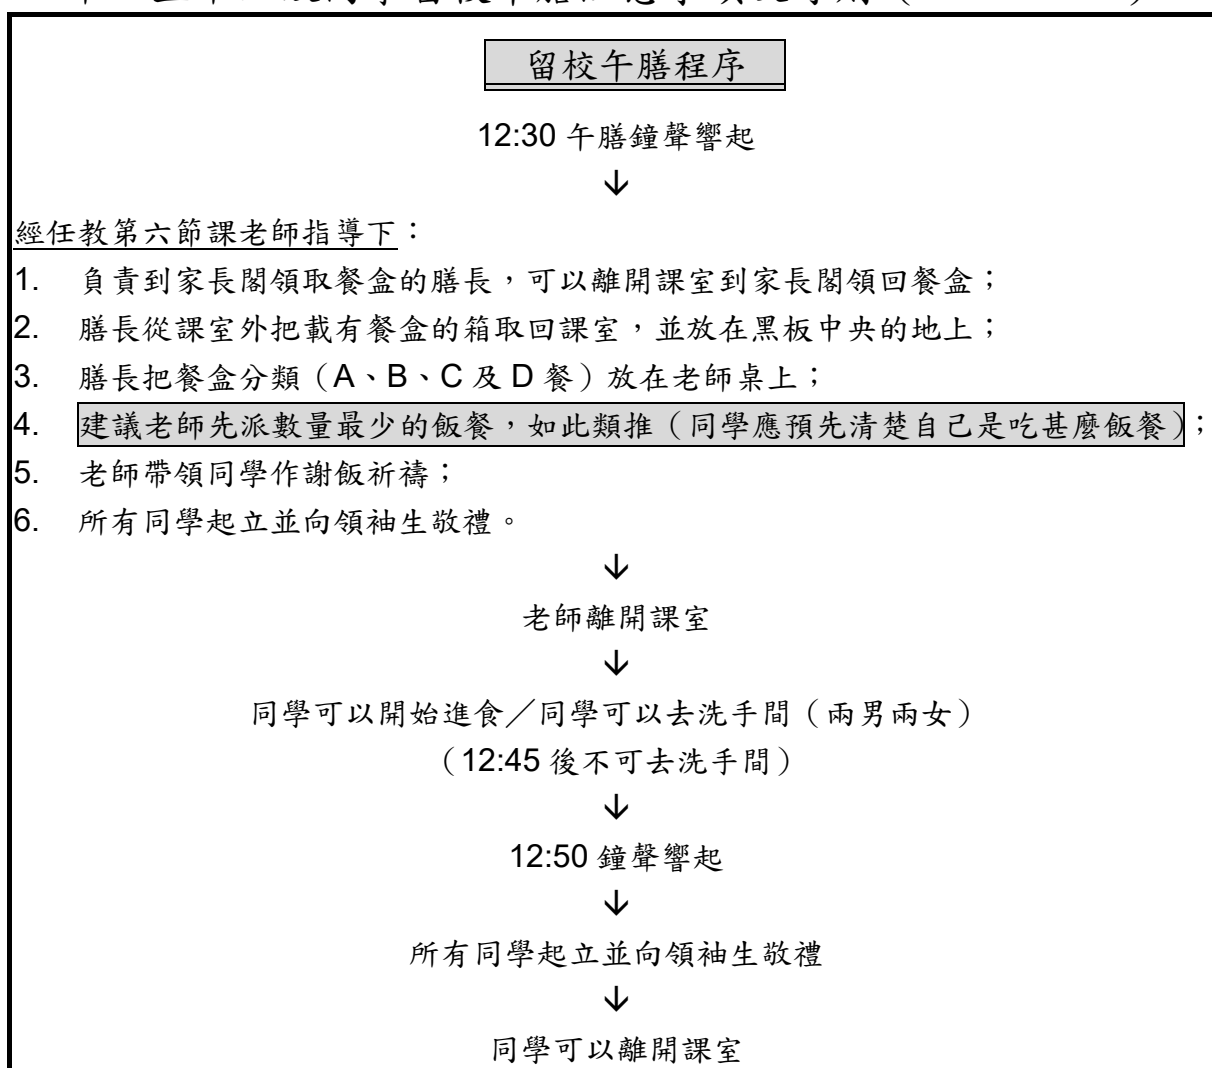 留校午膳程序
12:30 午膳鐘聲響起
↓
經任教第六節課老師指導下：
1. 負責到家長閣領取餐盒的膳長，可以離開課室到家長閣領回餐盒；
2. 膳長從課室外把載有餐盒的箱取回課室，並放在黑板中央的地上；
3. 膳長把餐盒分類（A、B、C 及 D 餐）放在老師桌上；
4. 建議老師先派數量最少的飯餐，如此類推（同學應預先清楚自己是吃甚麼飯餐）；
5. 老師帶領同學作謝飯祈禱；
6. 所有同學起立並向領袖生敬禮。
↓
老師離開課室
↓
同學可以開始進食／同學可以去洗手間（兩男兩女）
（12:45 後不可去洗手間）
↓
12:50 鐘聲響起
↓
所有同學起立並向領袖生敬禮
↓
同學可以離開課室